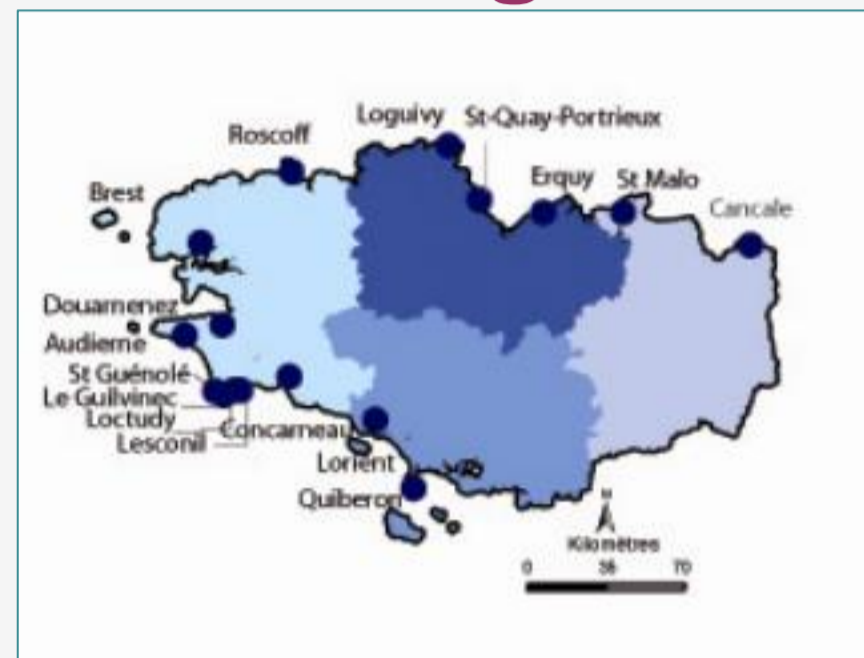 Loguivy
St-Quay-Portrieux
Roscoff
Erquy
St Malo
Brest
Cancale
Douarnenez
Audierne
St Guénolé
Le Guilvinec
Loctudy
Concarneau
Lesconil
Lorient
Quiberon
N
Kilomètres
0 35 70